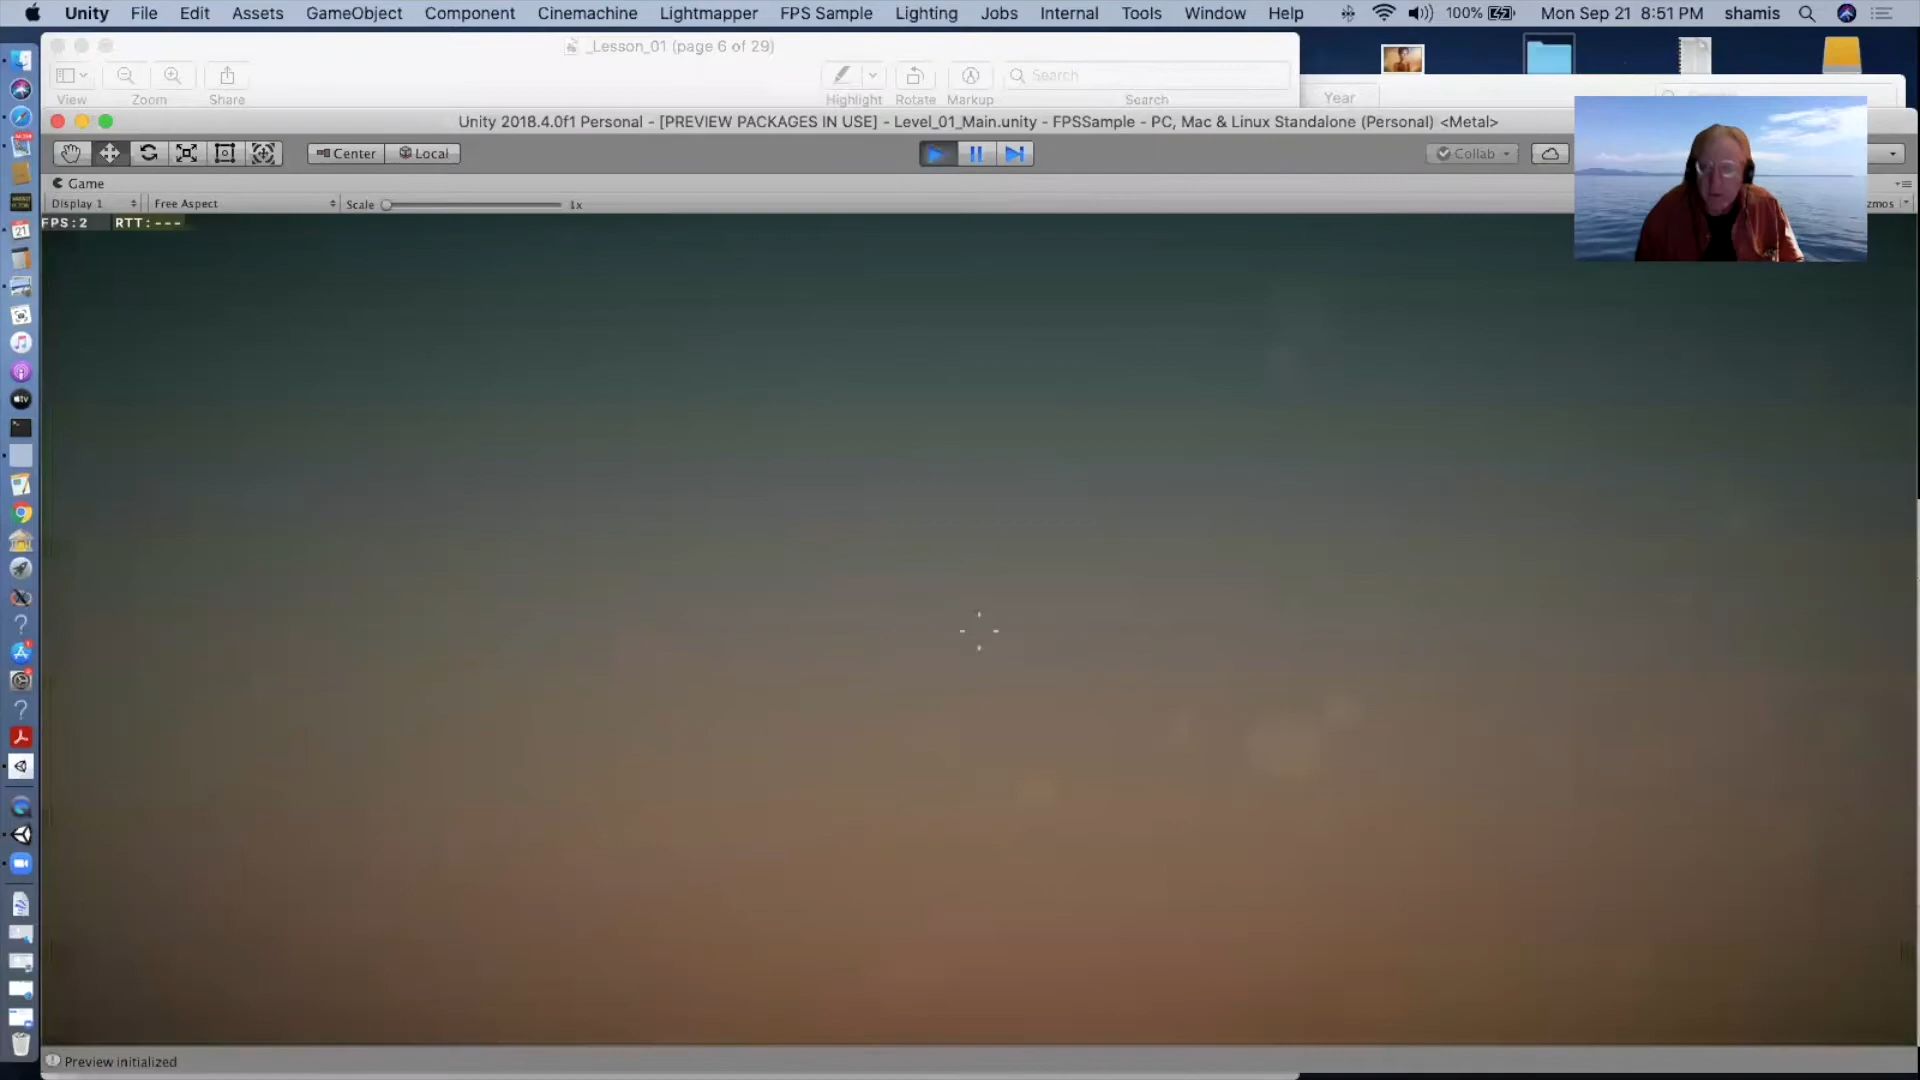 Unity File Edit Assets GameObject Component Cinemachine Lightmapper FPS Sample Lighting Jobs Internal Tools Window Help 100% Mon Sep 21 8:51 PM shamis
_Lesson_01 (page 6 of 29)
Search
View Zoom Share Highlight Rotate Markup Search
Year
Unity 2018.4.0f1 Personal - [PREVIEW PACKAGES IN USE] - Level_01_Main.unity - FPSSample - PC, Mac & Linux Standalone (Personal) <Metal>
Center Local Collab
Game
Display 1 Free Aspect Scale 1x zmos
FPS:2 RTT:---
tv
21
Preview initialized